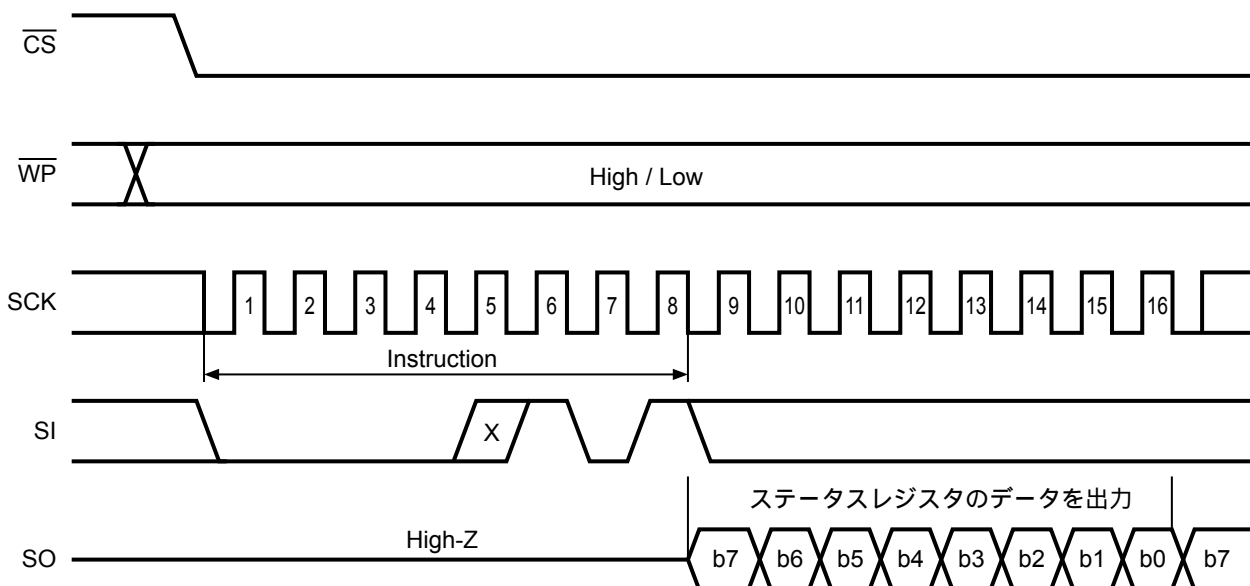 CS
WP
High / Low
SCK
1 2 3 4 5 6 7 8 9 10 11 12 13 14 15 16
Instruction
SI
X
ステータスレジスタのデータを出力
SO
High-Z
b7 b6 b5 b4 b3 b2 b1 b0 b7